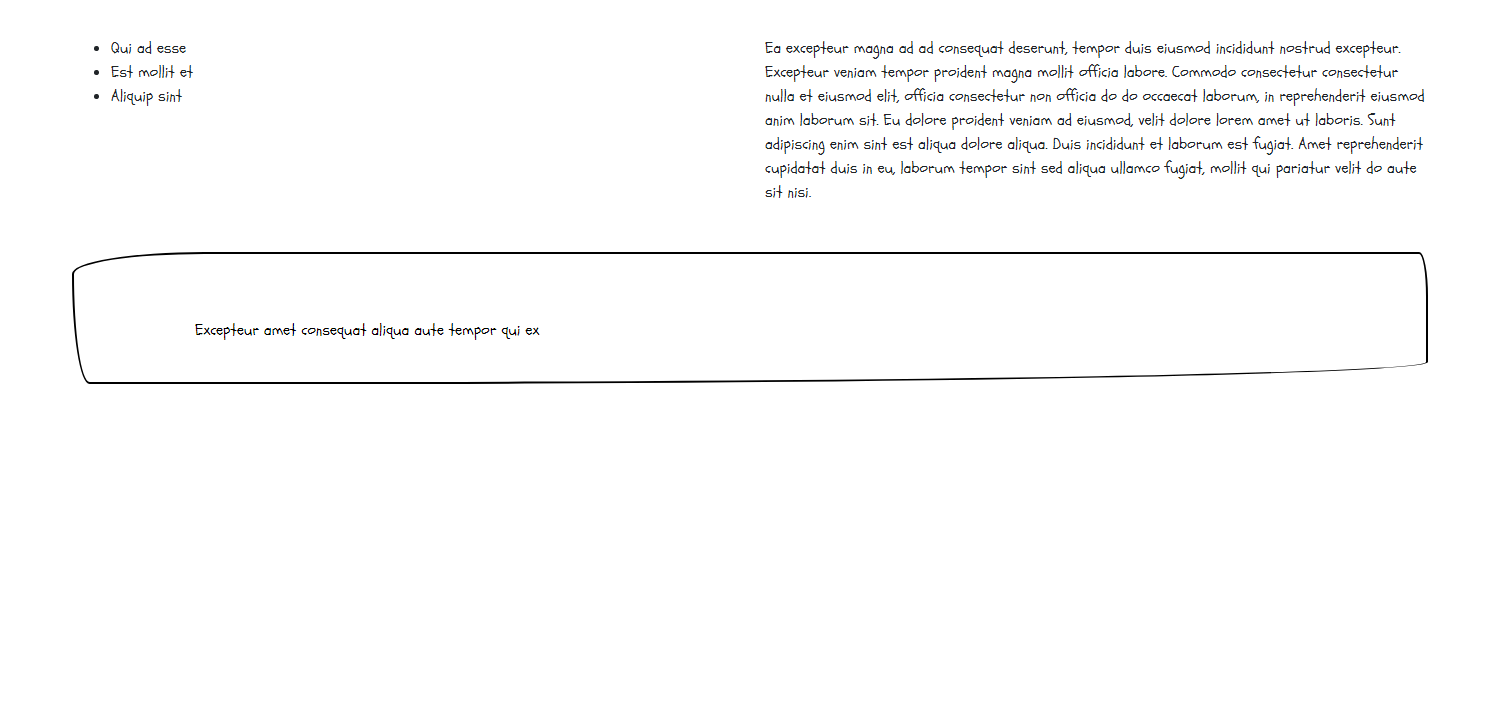 Qui ad esse
Est mollit et
Aliquip sint
Ea excepteur magna ad ad consequat deserunt, tempor duis eiusmod incididunt nostrud excepteur.
Excepteur veniam tempor proident magna mollit officia labore. Commodo consectetur consectetur
nulla et eiusmod elit, officia consectetur non officia do do occaecat laborum, in reprehenderit eiusmod
anim laborum sit. Eu dolore proident veniam ad eiusmod, velit dolore lorem amet ut laboris. Sunt
adipiscing enim sint est aliqua dolore aliqua. Duis incididunt et laborum est fugiat. Amet reprehenderit
cupidatat duis in eu, laborum tempor sint sed aliqua ullamco fugiat, mollit qui pariatur velit do aute
sit nisi.
Excepteur amet consequat aliqua aute tempor qui ex